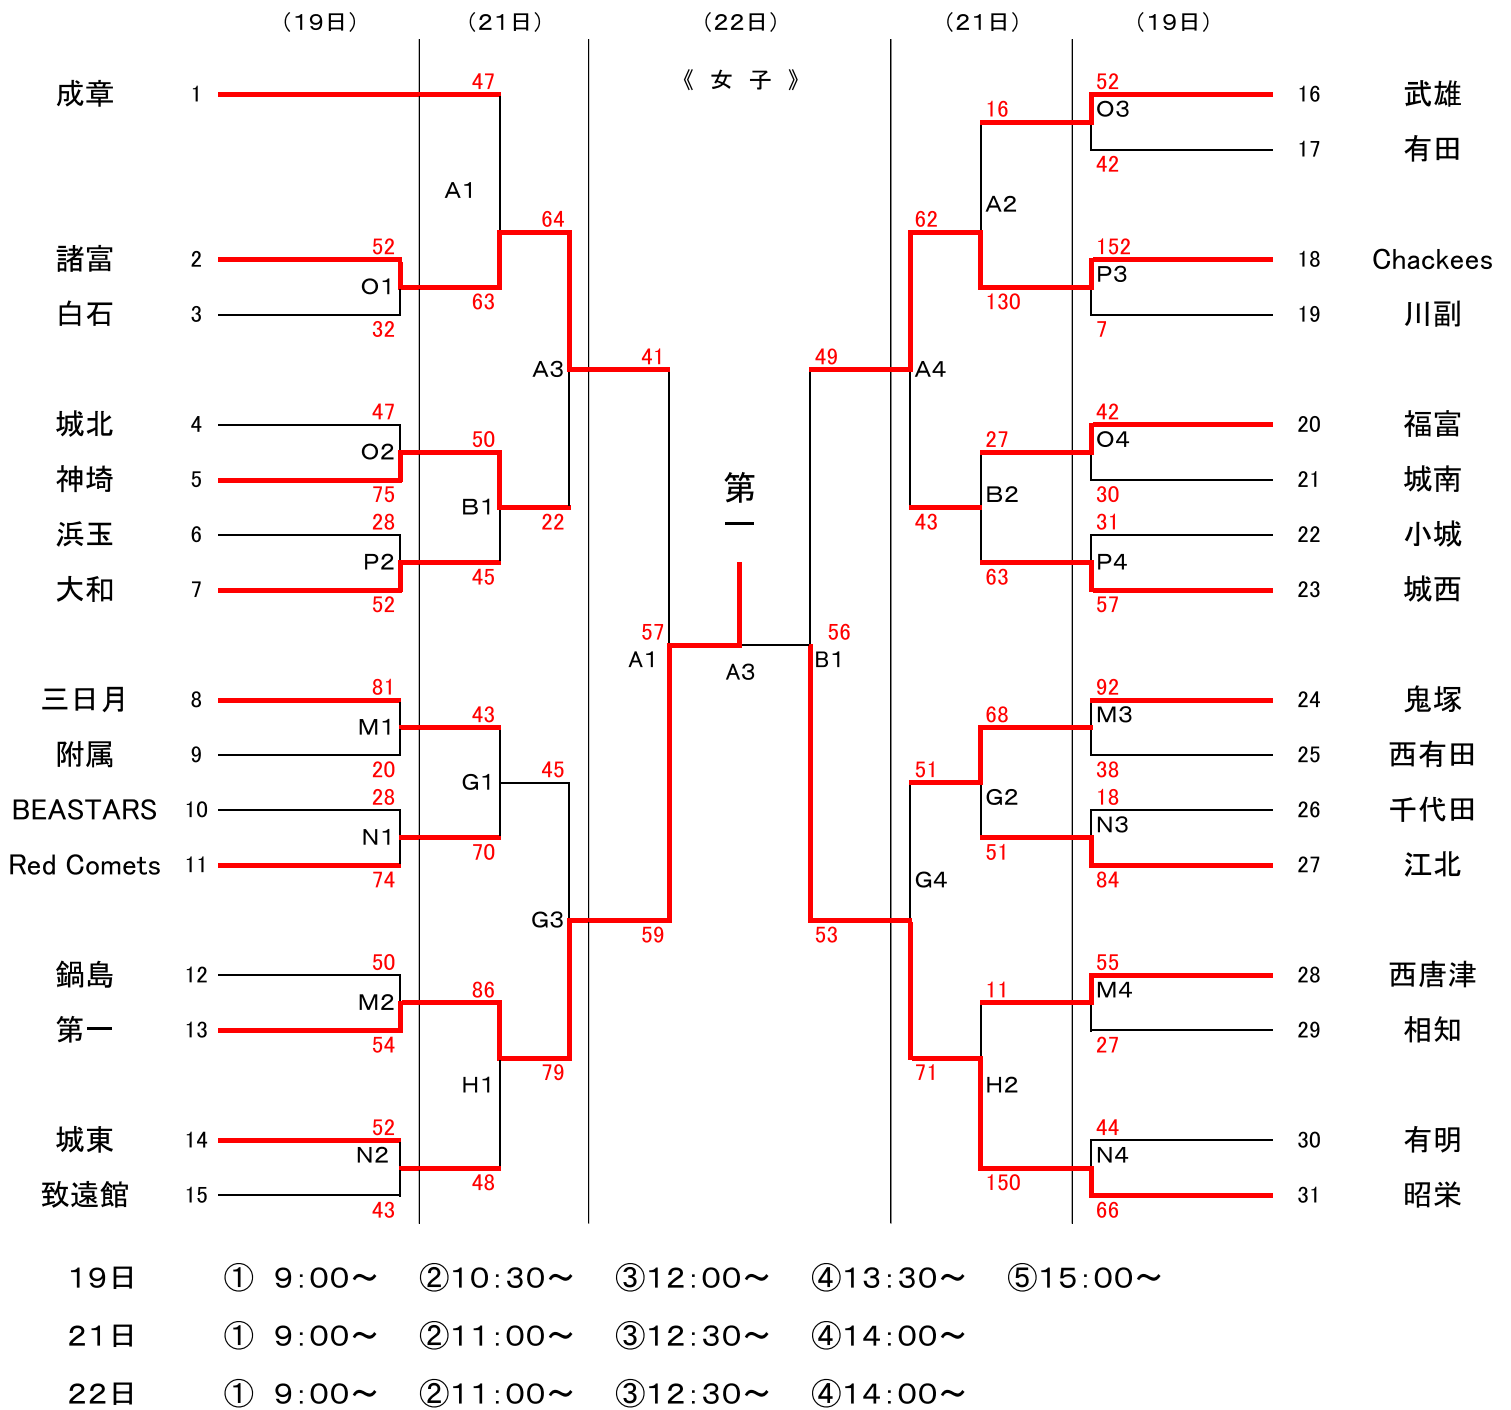 （19日） （21日） （22日） （21日） （19日）
《 女 子 》
47 52
成章 1 16 武雄
16 O3
有田 17
42
A1 A2
64 62
52 152
諸富 2 18 Chackees
O1 P3
白石 3 63 130 19 川副
32 7
41 49
A3 A4
47 42
城北 4 20 福富
O2 50 27 O4
神埼 5 21 城南
75 30
第一
B1 22 43 B2
28 31
浜玉 6 22 小城
P2 P4
大和 7 45 63 23 城西
52 57
57 56
A1 A3 B1
81 92
三日月 8 24 鬼塚
M1 43 68 M3
附属 9 25 西有田
20 45 51 38
G1 G2
28 18
BEASTARS 10 26 千代田
N1 N3
Red Comets 11 70 51 27 江北
74 84
G3 G4
59 53
50 55
鍋島 12 28 西唐津
M2 86 11 M4
第一 13 29 相知
54 27
79 71
H1 H2
52 44
城東 14 30 有明
N2 N4
致遠館 15 48 150 31 昭栄
43 66
19日 ① 9:00～ ②10:30～ ③12:00～ ④13:30～ ⑤15:00～
21日 ① 9:00～ ②11:00～ ③12:30～ ④14:00～
22日 ① 9:00～ ②11:00～ ③12:30～ ④14:00～